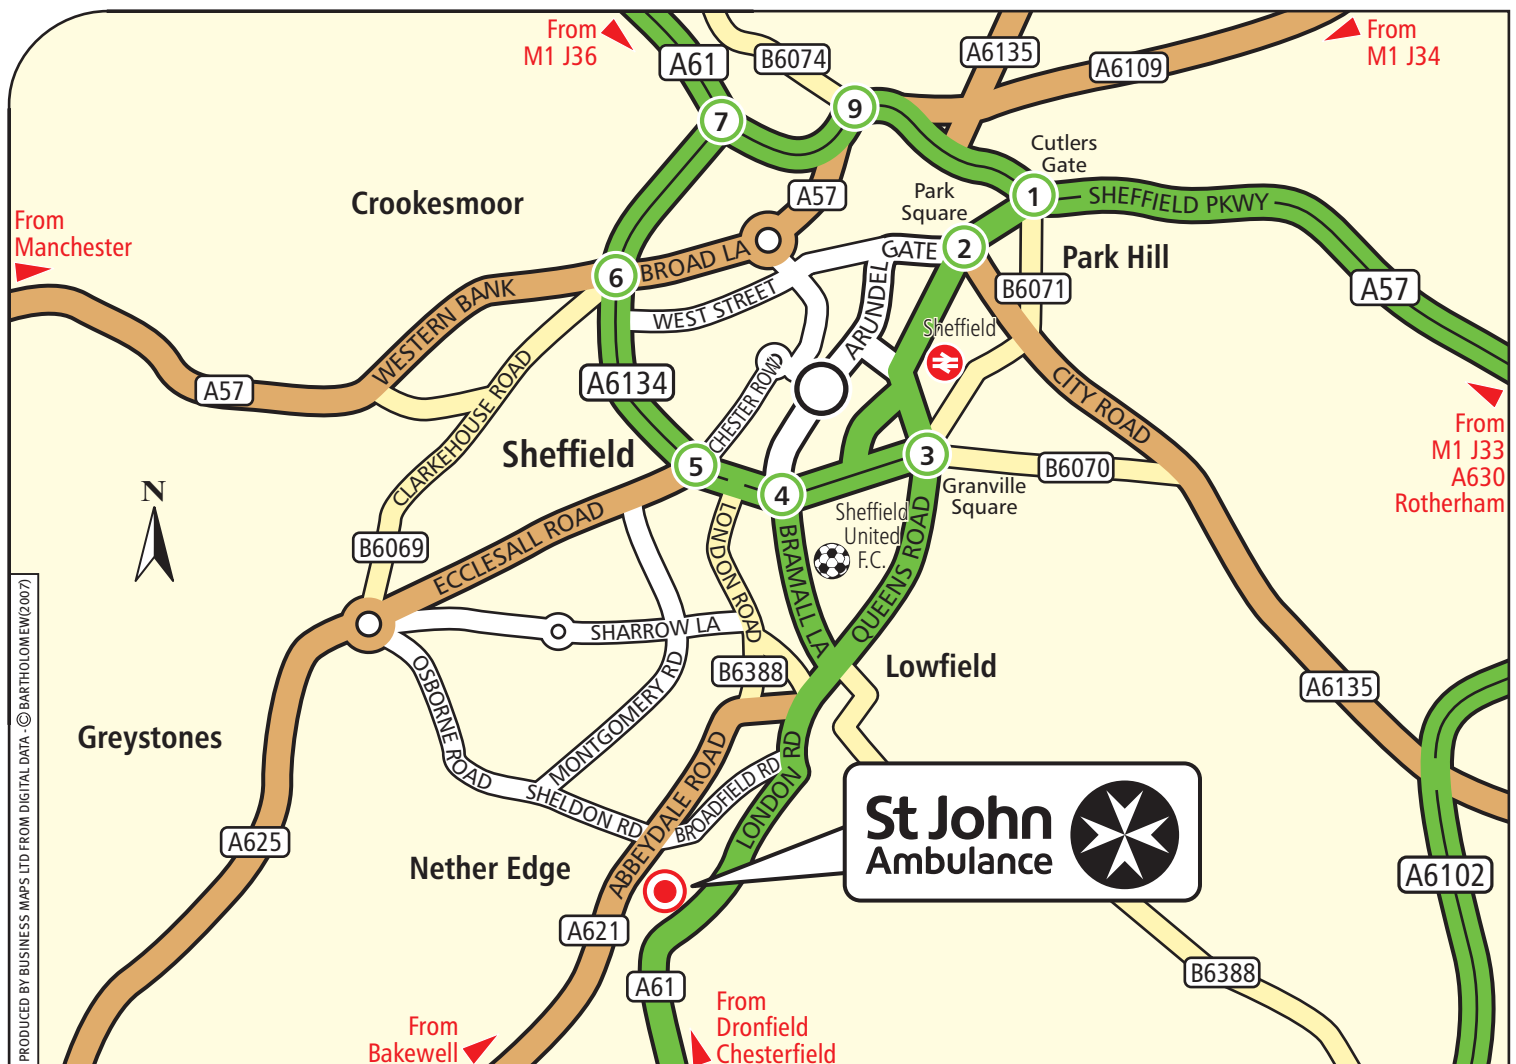 From
M1 J36
A61
B6074
A6135
A6109
From
M1 J34
7
9
Cutlers
Gate
1
SHEFFIELD PKWY
Park
Square
2
A57
Crookesmoor
From
Manchester
6
BROAD LA
GATE
Park Hill
B6071
A57
WESTERN BANK
WEST STREET
ARUNDEL
Sheffield
A57
A6134
CHESTER ROW
CITY ROAD
CLARKEHOUSE ROAD
From
M1 J33
A630
Rotherham
Sheffield
5
4
3
B6070
Granville
Square
N
ECCLESALL ROAD
LONDON ROAD
BRAMALL LA
Sheffield
United
F.C.
QUEENS ROAD
B6069
SHARROW LA
B6388
Lowfield
A6135
OSBORNE ROAD
MONTGOMERY RD
Greystones
SHELDON RD
ABBEYDALE ROAD
BROADFIELD RD
LONDON RD
St John
Ambulance
A625
Nether Edge
A6102
A621
A61
B6388
From
Bakewell
From
Dronfield
Chesterfield
PRODUCED BY BUSINESS MAPS LTD FROM DIGITAL DATA - ©BARTHOLOMEW(2007)